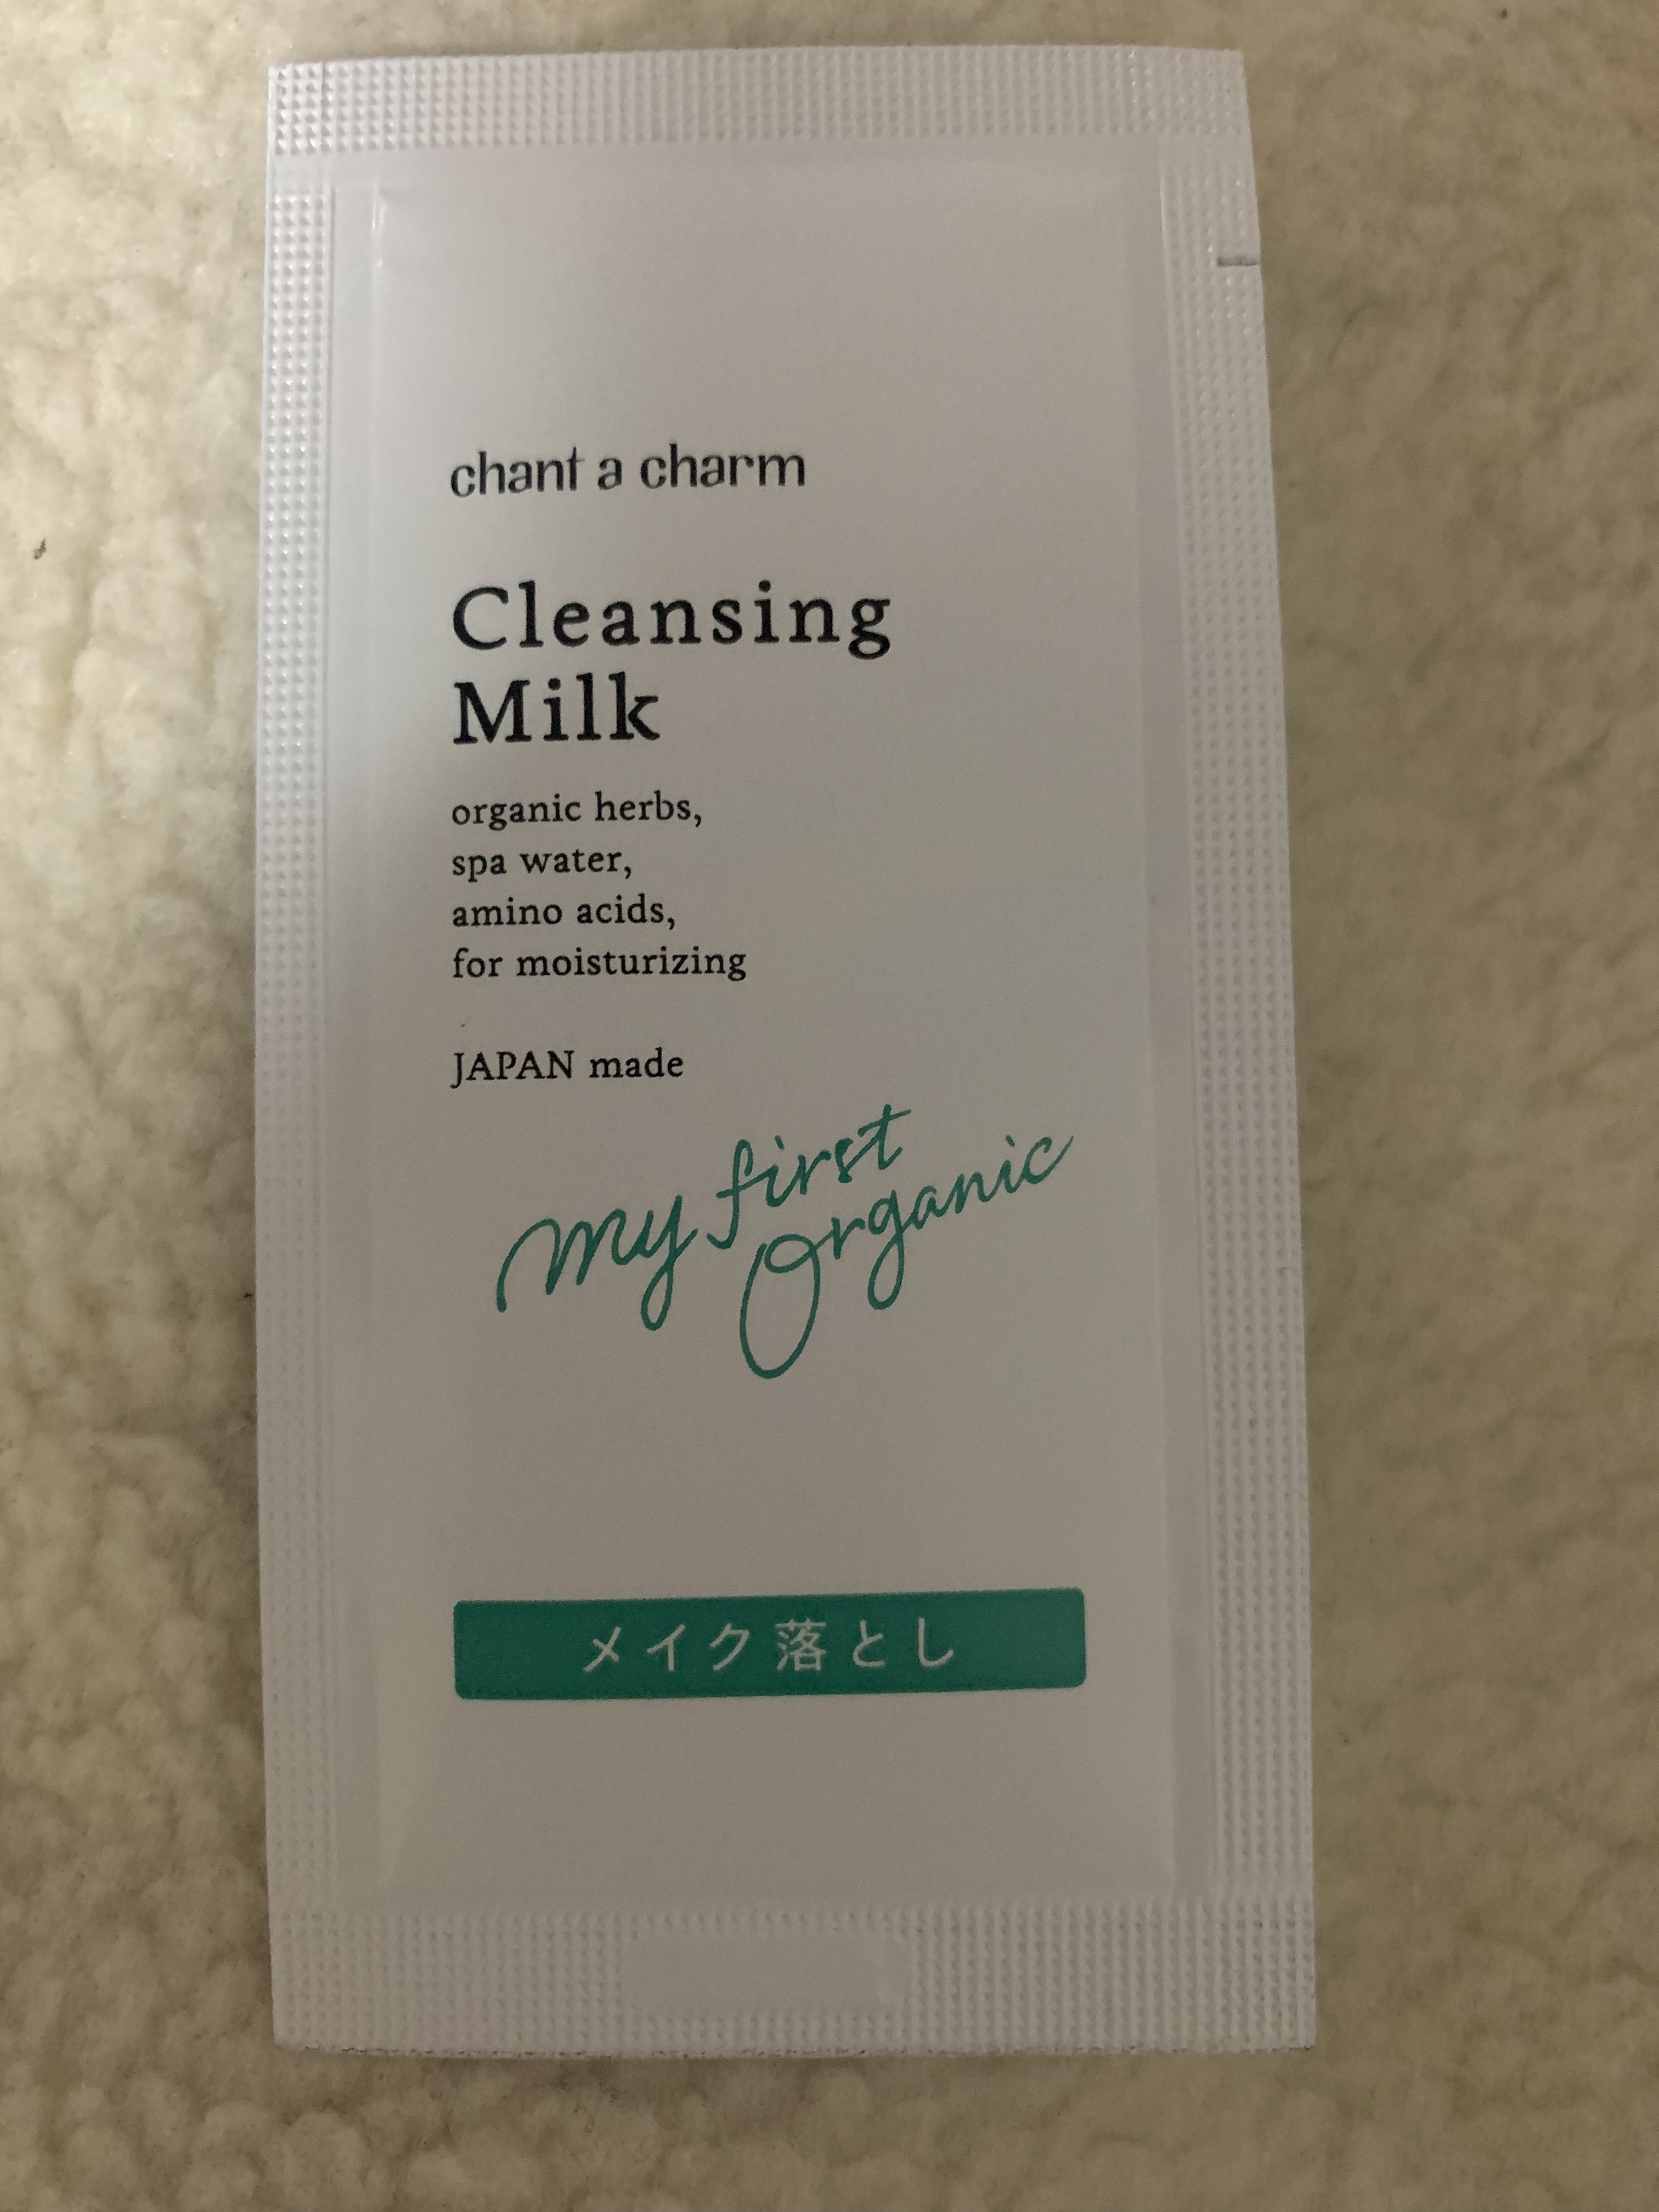 chant a charm
Cleansing
Milk
organic herbs,
spa water,
amino acids,
for moisturizing
JAPAN made
my first
Organic
メイク落とし